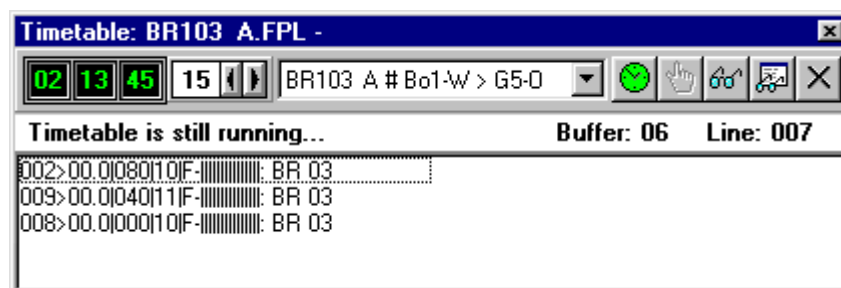 Timetable: BR103 A.FPL -
02 13 45 15 BR103 A # Bo1-W > G5-O
Timetable is still running... Buffer: 06 Line: 007
002>00.0|080|10|F-||||||||||||||||: BR 03
009>00.0|040|11|F-||||||||||||||||: BR 03
008>00.0|000|10|F-||||||||||||||||: BR 03